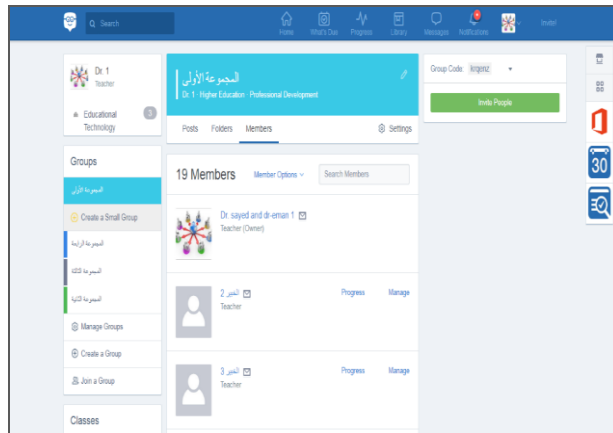 Search
Home
What's Due
Progress
Library
Messages
Notifications
Invite!
Dr. 1
Teacher
Educational Technology
3
Groups
المجموعة الأولى
Create a Small Group
المجموعة الرابعة
المجموعة الثالثة
المجموعة الثانية
Manage Groups
Create a Group
Join a Group
Classes
المجموعة الأولى
Dr. 1 · Higher Education · Professional Development
Posts Folders Members Settings
19 Members Member Options Search Members
Dr. sayed and dr-eman 1
Teacher (Owner)
الخبير 2 Progress Manage
Teacher
الخبير 3 Progress Manage
Teacher
Group Code:
Invite People
30